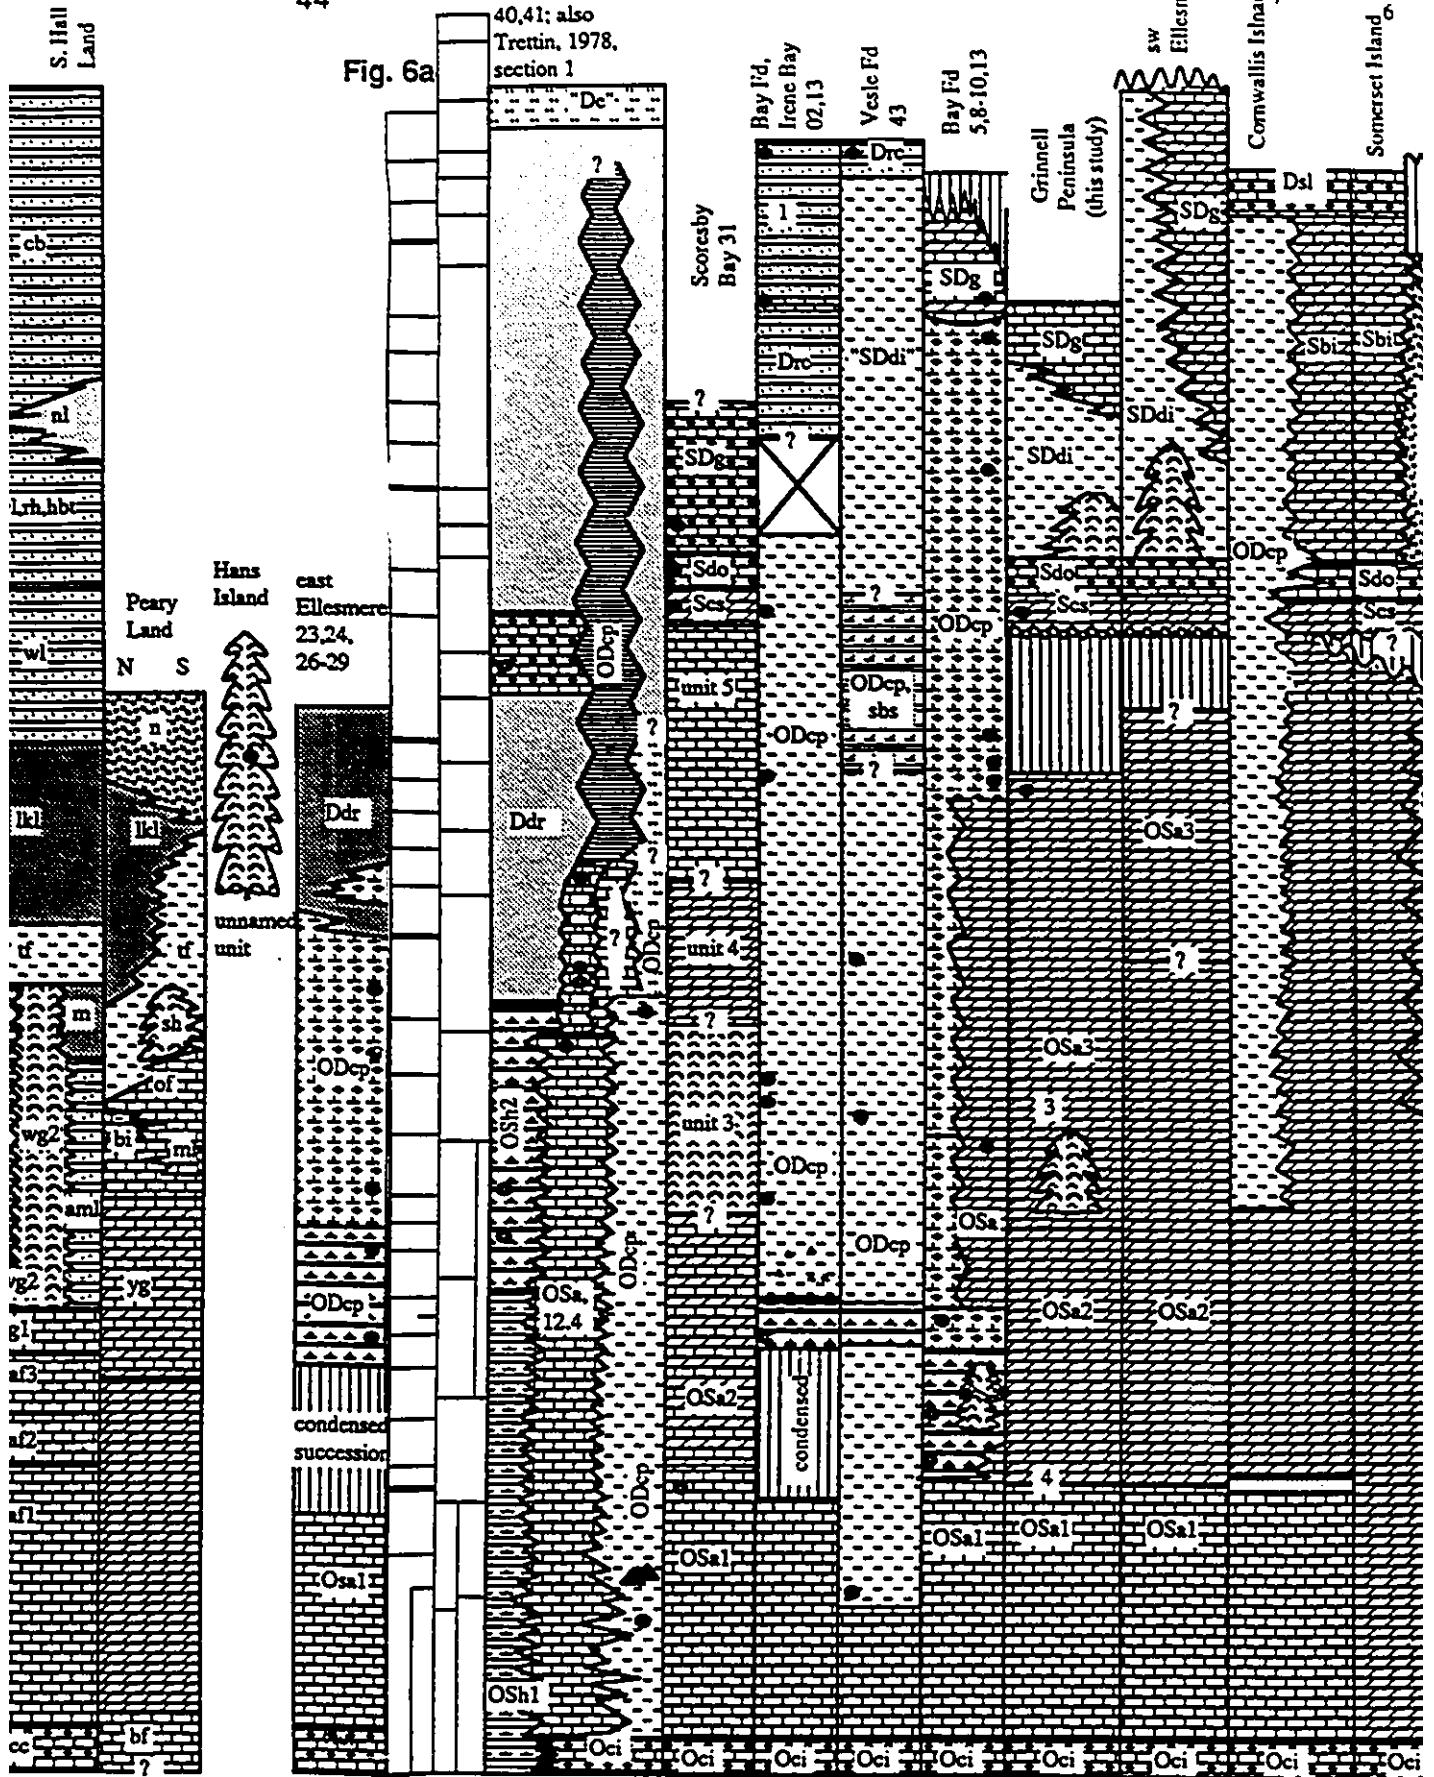 44
S. Hall
Land
Fig. 6a
40,41; also
Trettin, 1978,
section 1
Scoresby
Bay 31
Bay Fd,
Irene Bay
02,13
Vesle Fd
43
Bay Fd
5,8-10,13
Grinnell
Peninsula
(this study)
sw
Somerset Island 6
Peary
Land
N S
Hans
Island
east
Ellesmere
23,24,
26-29
cb
nl
l,rh,hbt
wl
lkl
tf
m
wg2
aml
wg2
g1
af3
af2
af1
cc
n
lkl
tf
sh
of
bi
yg
bf
?
unnamed
unit
Ddr
ODcp
ODcp
condensed
succession
Osa1
"De"
?
ODcp
?
Ddr
?
?
ODcp
OSh2
ODcp
OSa,
12.4
ODcp
OSh1
Oci
?
SDg
Sdo
Scs
unit 5
?
unit 4
?
unit 3
?
OSa2
OSa1
Oci
1
Drc
?
ODcp
ODcp
condensed
Oci
Drc
"SDdi"
?
ODcp,
sbs
?
ODcp
Oci
SDg
ODcp
OSa
OSa1
Oci
SDg
SDdi
Sdo
Scs
OSa3
3
OSa2
4
OSa1
Oci
SDg
SDdi
?
OSa3
?
OSa2
OSa1
Oci
Dsl
Sbi
ODcp
Oci
Sbi
Sdo
Scs
?
Oci